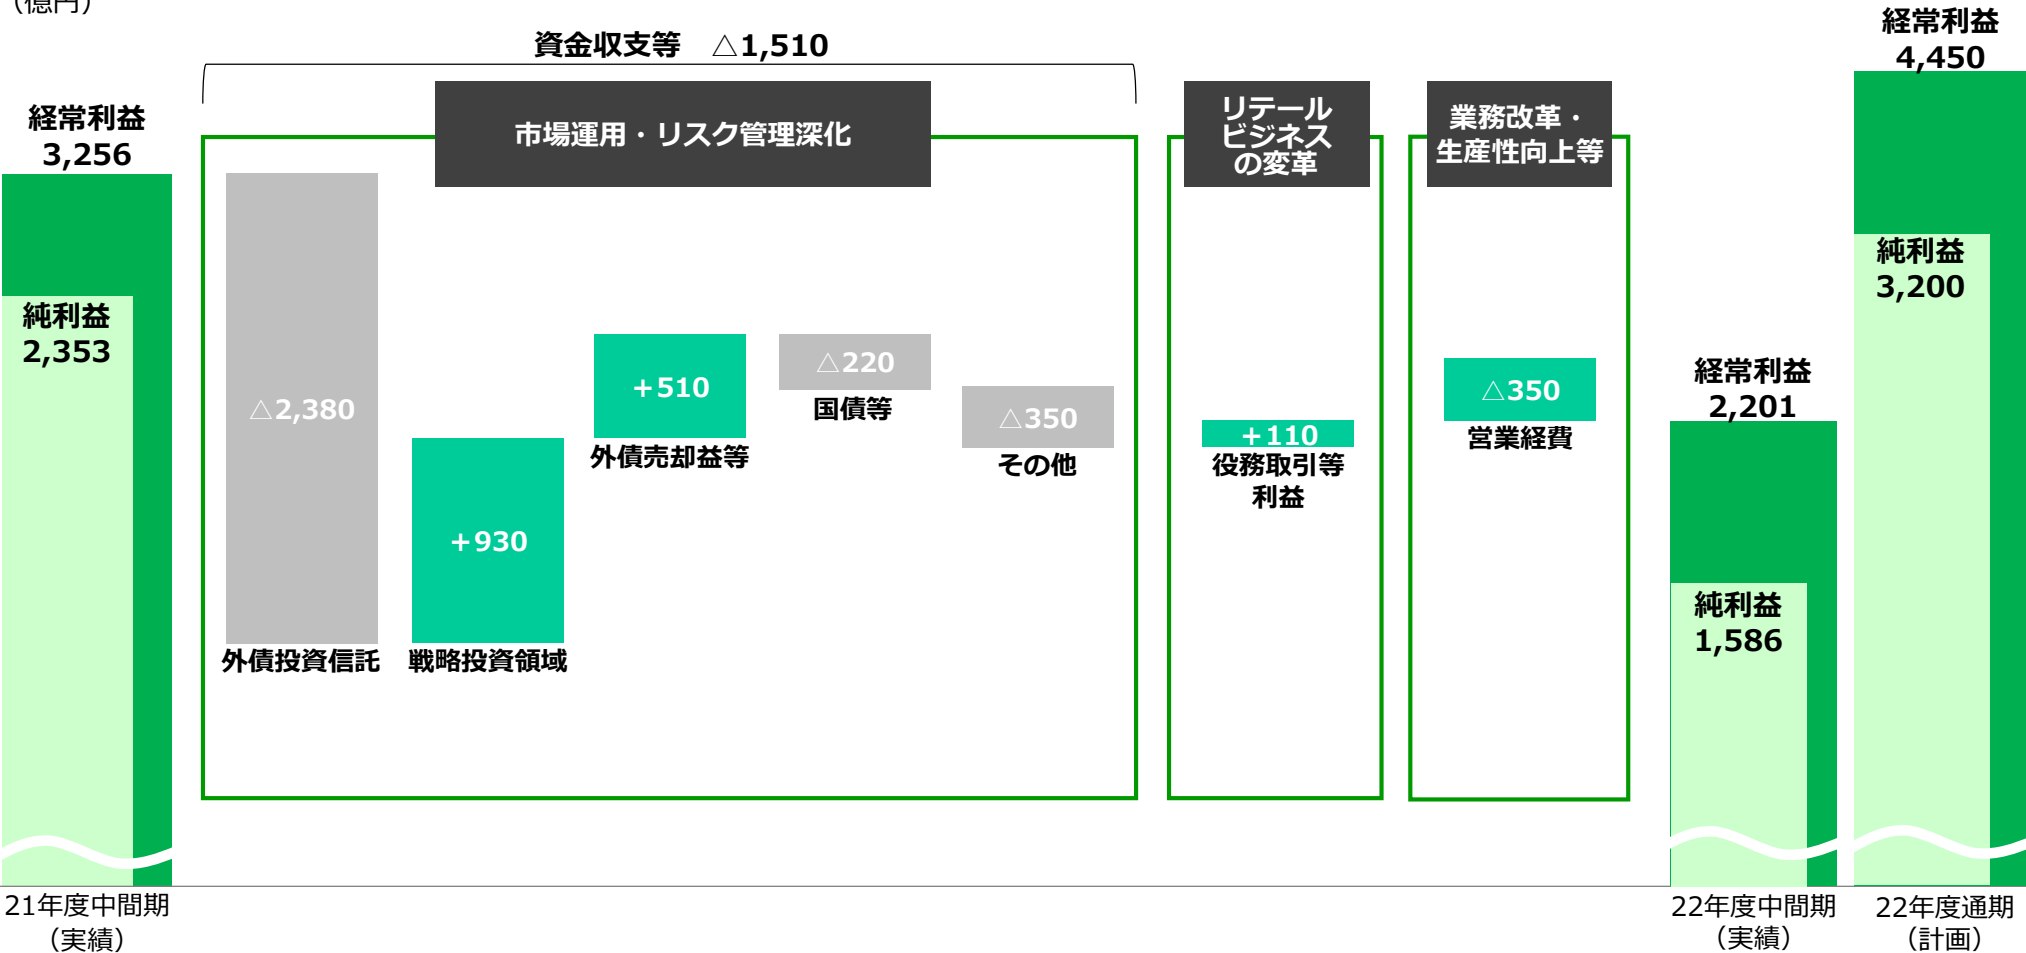 （億円）
資金収支等　△1,510
経常利益
3,256
純利益
2,353
市場運用・リスク管理深化
△2,380
外債投資信託
+930
戦略投資領域
+510
外債売却益等
△220
国債等
△350
その他
リテール
ビジネス
の変革
+110
役務取引等
利益
業務改革・
生産性向上等
△350
営業経費
経常利益
2,201
純利益
1,586
経常利益
4,450
純利益
3,200
21年度中間期
（実績）
22年度中間期
（実績）
22年度通期
（計画）